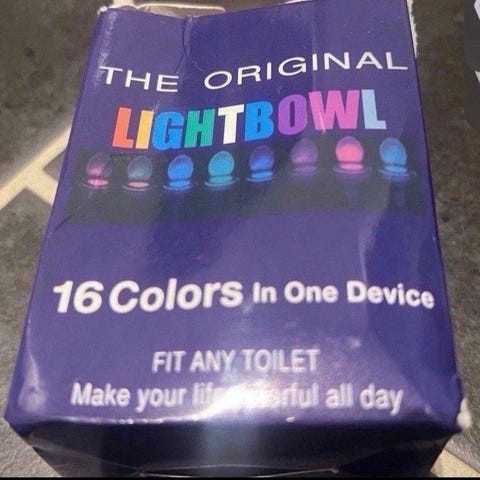 THE ORIGINAL
LIGHTBOWL
16 Colors In One Device
FIT ANY TOILET
Make your all day